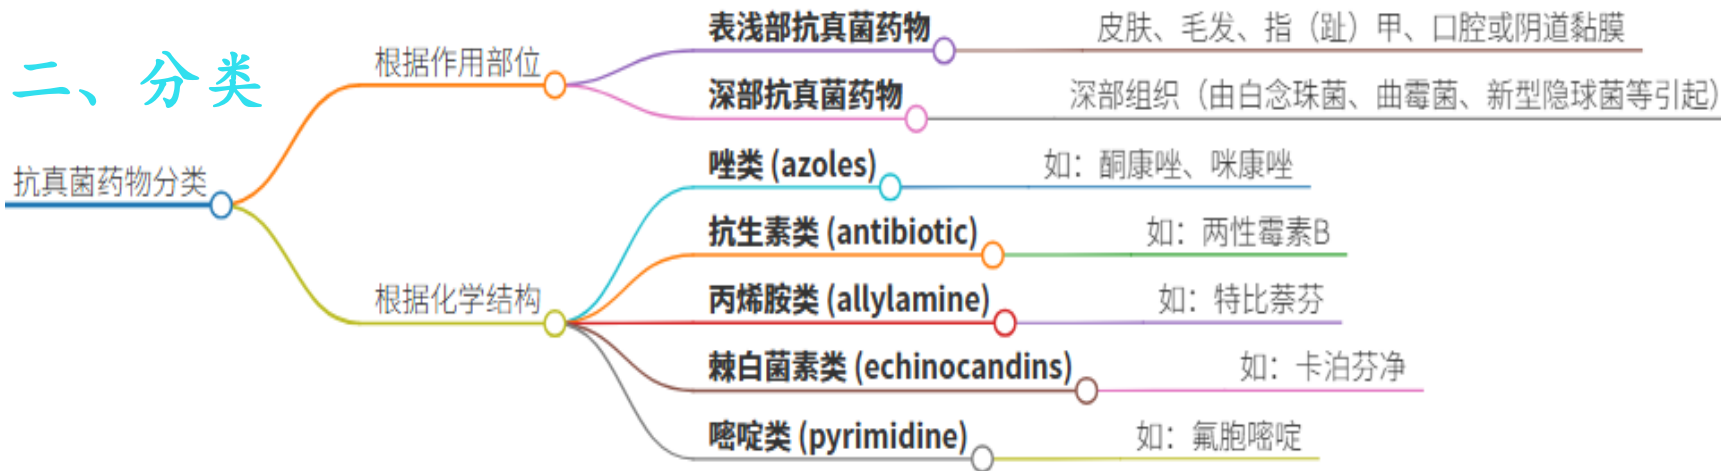 二、分类
抗真菌药物分类
根据作用部位
表浅部抗真菌药物
皮肤、毛发、指（趾）甲、口腔或阴道黏膜
深部抗真菌药物
深部组织（由白念珠菌、曲霉菌、新型隐球菌等引起）
根据化学结构
唑类 (azoles)
如：酮康唑、咪康唑
抗生素类 (antibiotic)
如：两性霉素B
丙烯胺类 (allylamine)
如：特比萘芬
棘白菌素类 (echinocandins)
如：卡泊芬净
嘧啶类 (pyrimidine)
如：氟胞嘧啶